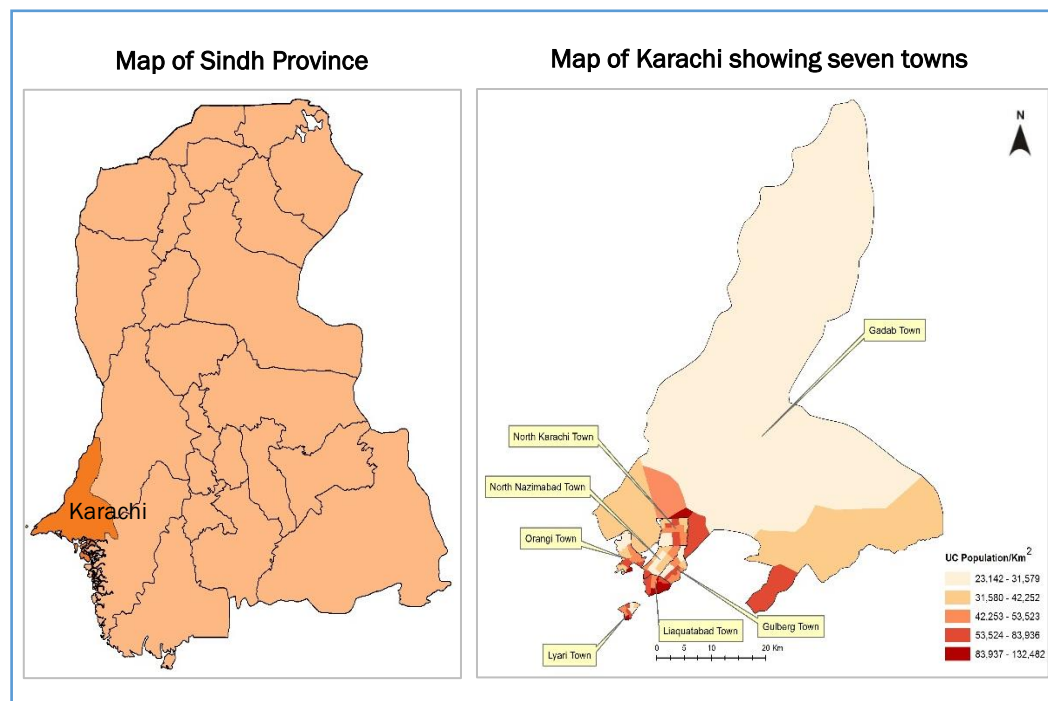 Map of Sindh Province
Map of Karachi showing seven towns
N
Gadab Town
North Karachi Town
North Nazimabad Town
Karachi
Orangi Town
UC Population/Km2
23,142 - 31,579
31,580 - 42,252
42,253 - 53,523
53,524 - 83,936
83,937 - 132,482
Gulberg Town
Liaquatabad Town
Lyari Town
0 5 10 20 Km